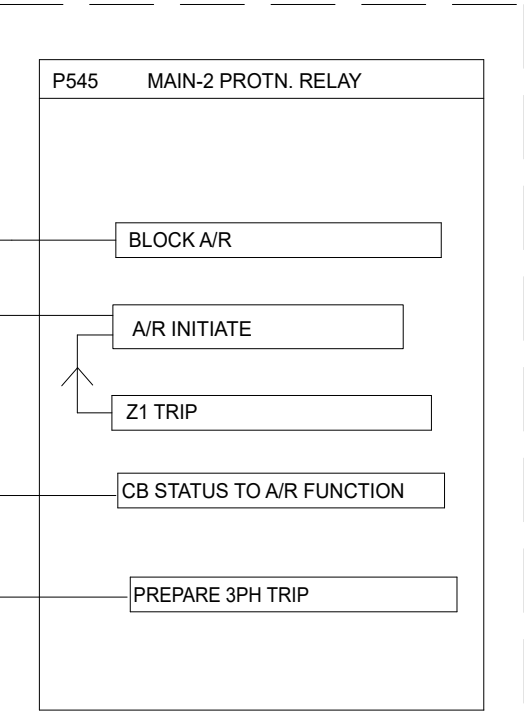 P545 MAIN-2 PROTN. RELAY
BLOCK A/R
A/R INITIATE
Z1 TRIP
CB STATUS TO A/R FUNCTION
PREPARE 3PH TRIP